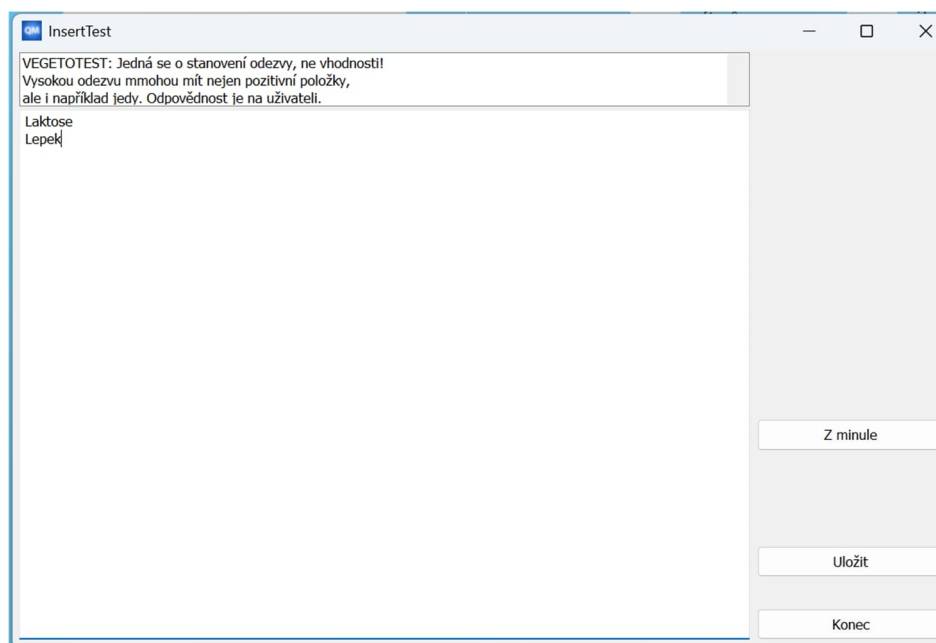 QM InsertTest
VEGETOTEST: Jedná se o stanovení odezvy, ne vhodnosti!
Vysokou odezvu mmohou mít nejen pozitivní položky,
ale i například jedy. Odpovědnost je na uživateli.
Laktose
Lepek
Z minule
Uložit
Konec